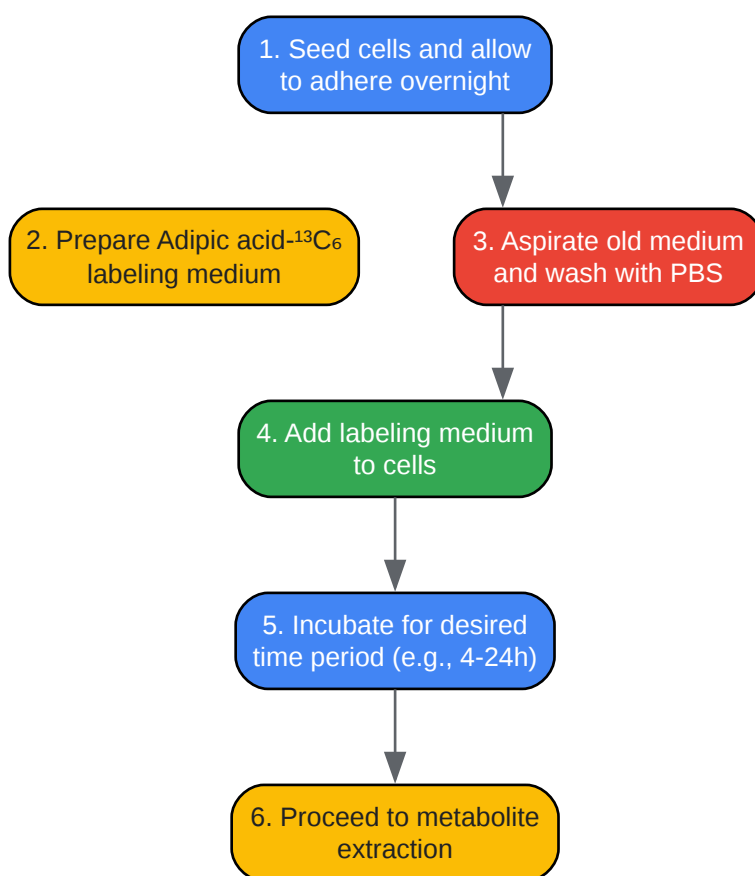 1. Seed cells and allow
to adhere overnight
2. Prepare Adipic acid-¹³C₆
labeling medium
3. Aspirate old medium
and wash with PBS
4. Add labeling medium
to cells
5. Incubate for desired
time period (e.g., 4-24h)
6. Proceed to metabolite
extraction